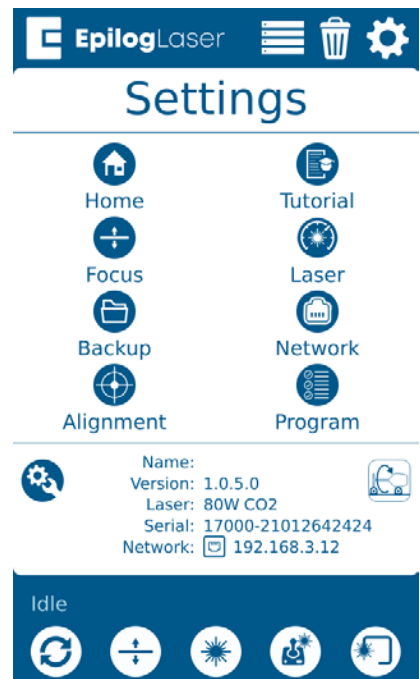 EpilogLaser
Settings
Home Tutorial
Focus Laser
Backup Network
Alignment Program
Name:
Version: 1.0.5.0
Laser: 80W CO2
Serial: 17000-21012642424
Network: 192.168.3.12
Idle